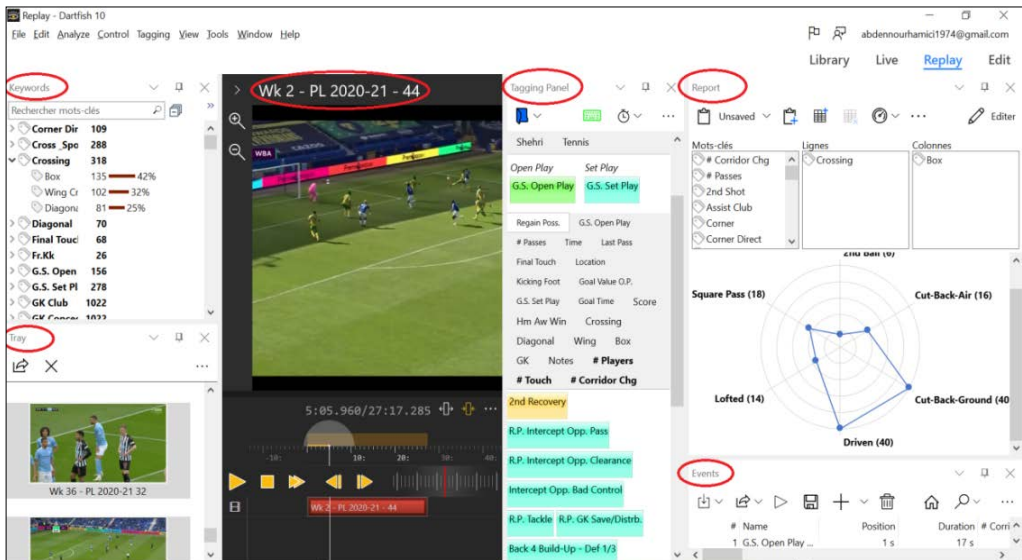 Replay - Dartfish 10
File Edit Analyze Control Tagging View Tools Window Help
abdennourhamici1974@gmail.com
Library Live Replay Edit
Keywords
Rechercher mots-clés
Corner Dir 109
Cross_Spo 288
Crossing 318
Box 135 42%
Wing Cr 102 32%
Diagona 81 25%
Diagonal 70
Final Toucl 68
Fr.Kk 26
G.S. Open 156
G.S. Set Pl 278
GK Club 1022
GK Conce 1022
Tray
Wk 36 - PL 2020-21 32
Wk 2 - PL 2020-21 - 44
WBA
5:05.960/27:17.285
-10: 10: 20: 30: 40:
Wk 2 - PL 2020-21 - 44
Tagging Panel
Shehri Tennis
Open Play Set Play
G.S. Open Play G.S. Set Play
Regain Poss. G.S. Open Play
# Passes Time Last Pass
Final Touch Location
Kicking Foot Goal Value O.P.
G.S. Set Play Goal Time Score
Hm Aw Win Crossing
Diagonal Wing Box
GK Notes # Players
# Touch # Corridor Chg
2nd Recovery
R.P. Intercept Opp. Pass
R.P. Intercept Opp. Clearance
Intercept Opp. Bad Control
R.P. Tackle R.P. GK Save/Distrb.
Back 4 Build-Up - Def 1/3
Report
Unsaved Editer
Mots-clés Lignes Colonnes
# Corridor Chg Crossing Box
# Passes
2nd Shot
Assist Club
Corner
Corner Direct
2nd Ball (6)
Square Pass (18) Cut-Back-Air (16)
Lofted (14) Cut-Back-Ground (40
Driven (40)
Events
# Name Position Duration # Corri
1 G.S. Open Play ... 1 s 17 s